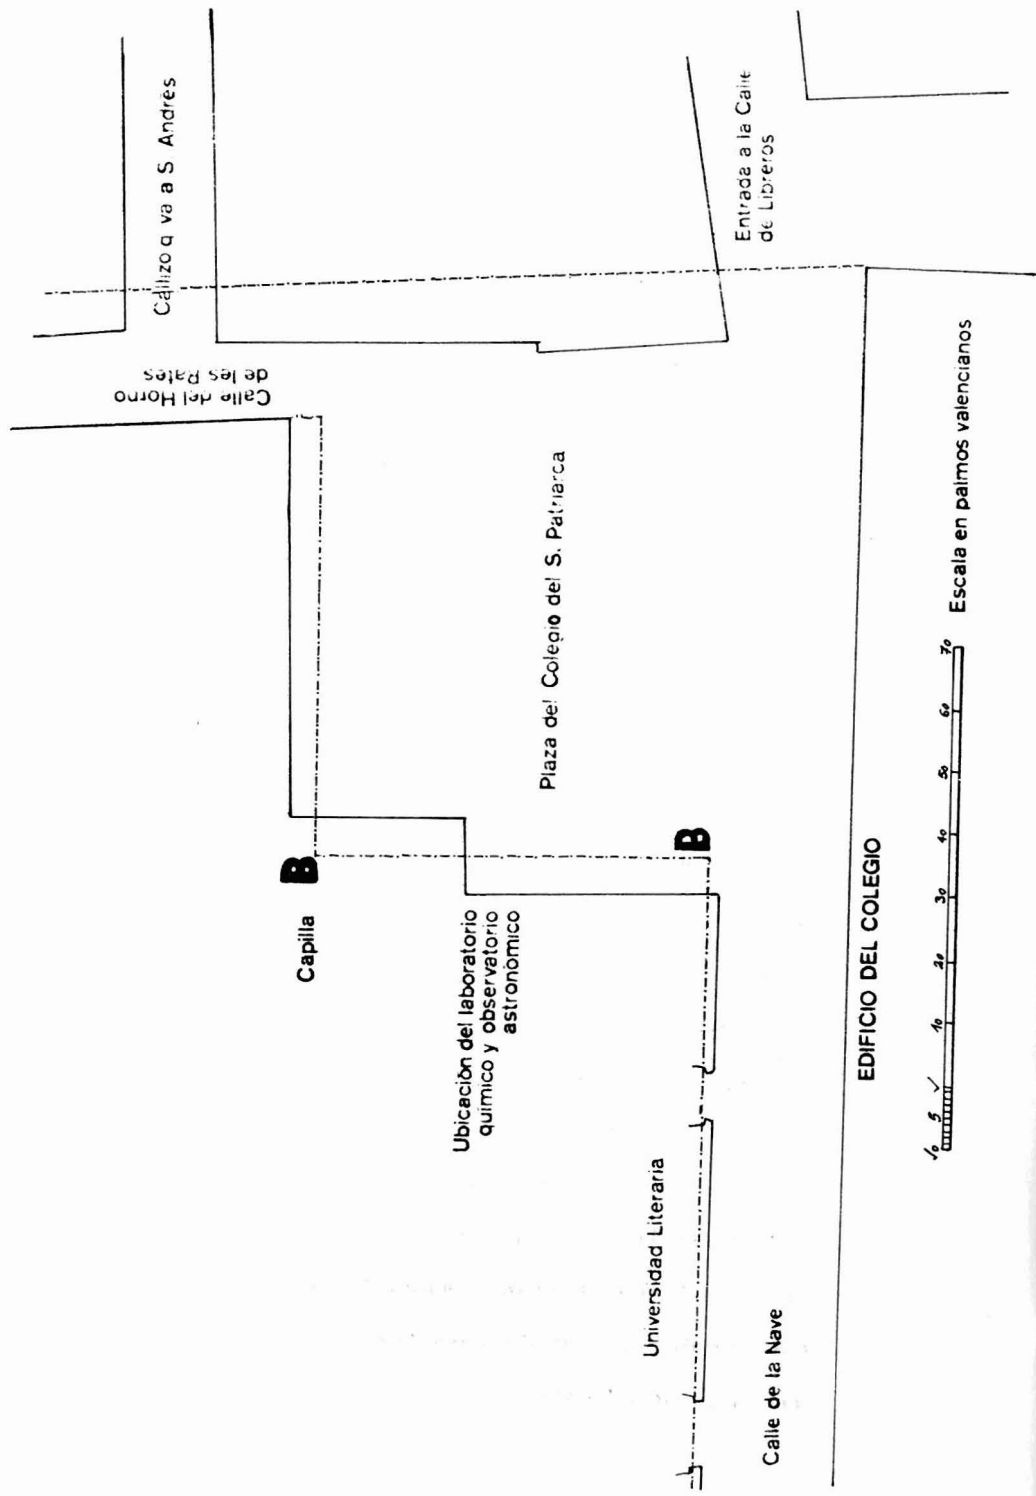 Callizo q va a S Andrés
Calle del Horno
de les Rates
Entrada a la Calle
de Libreros
Plaza del Colegio del S. Patriarca
B
Capilla
B
Ubicación del laboratorio
químico y observatorio
astronómico
Universidad Literaria
Calle de la Nave
EDIFICIO DEL COLEGIO
10 5 10 20 30 40 50 60 70
Escala en palmos valencianos